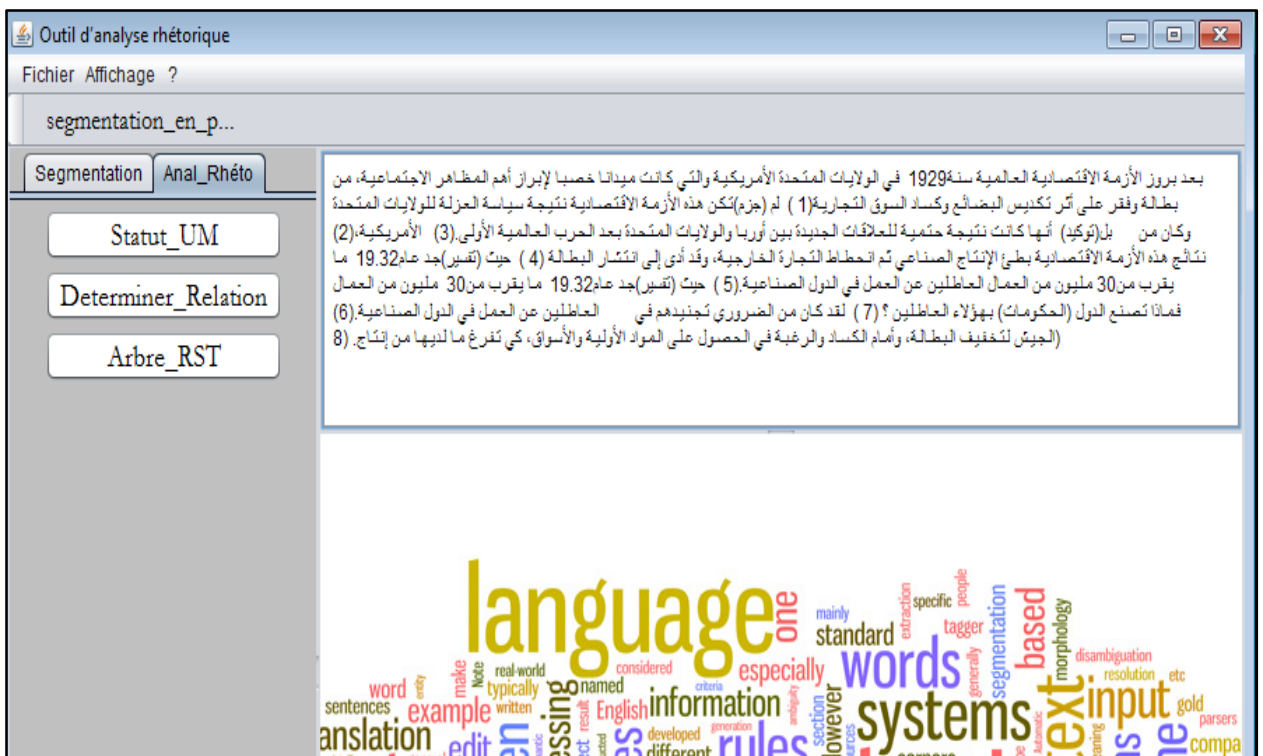 Outil d'analyse rhétorique
Fichier Affichage ?
segmentation_en_p...
Segmentation Anal_Rhéto
Statut_UM
Determiner_Relation
Arbre_RST
بعد بروز الأزمة الاقتصادية العالمية سنة1929 في الولايات المتحدة الأمريكية والتي كانت ميدانا خصبا لإبراز أهم المظاهر الاجتماعية، من
بطالة وفقر على أثر تكديس البضائع وكساد السوق التجارية(1 ) لم (جزم)تكن هذه الأزمة الاقتصادية نتيجة سياسة العزلة للولايات المتحدة
الأمريكية،(2) بل(توكيد) أنها كانت نتيجة حتمية للعلاقات الجديدة بين أوربا والولايات المتحدة بعد الحرب العالمية الأولى.(3) وكان من
نتائج هذه الأزمة الاقتصادية بطئ الإنتاج الصناعي ثم انحطاط التجارة الخارجية، وقد أدى إلى انتشار البطالة (4 ) حيث (تفسير)جد عام19.32 ما
يقرب من30 مليون من العمال العاطلين عن العمل في الدول الصناعية.(5 ) حيث (تفسير)جد عام19.32 ما يقرب من30 مليون من العمال
العاطلين عن العمل في الدول الصناعية.(6) فماذا تصنع الدول (الحكومات) بهؤلاء العاطلين ؟ (7 ) لقد كان من الضروري تجنيدهم في
(الجيش لتخفيف البطالة، وأمام الكساد والرغبة في الحصول على المواد الأولية والأسواق، كي تفرغ ما لديها من إنتاج. (8
language
one
mainly
standard
extraction
specific
people
tagger
segmentation
based
morphology
disambiguation
resolution
etc
word
entity
make
Note
real-world
typically
considered
named
criteria
especially
words
generally
sentences
example
written
English
information
ambiguity
section
however
systems
input
gold
parsers
edit
result
developed
generation
different
rules
Automatic